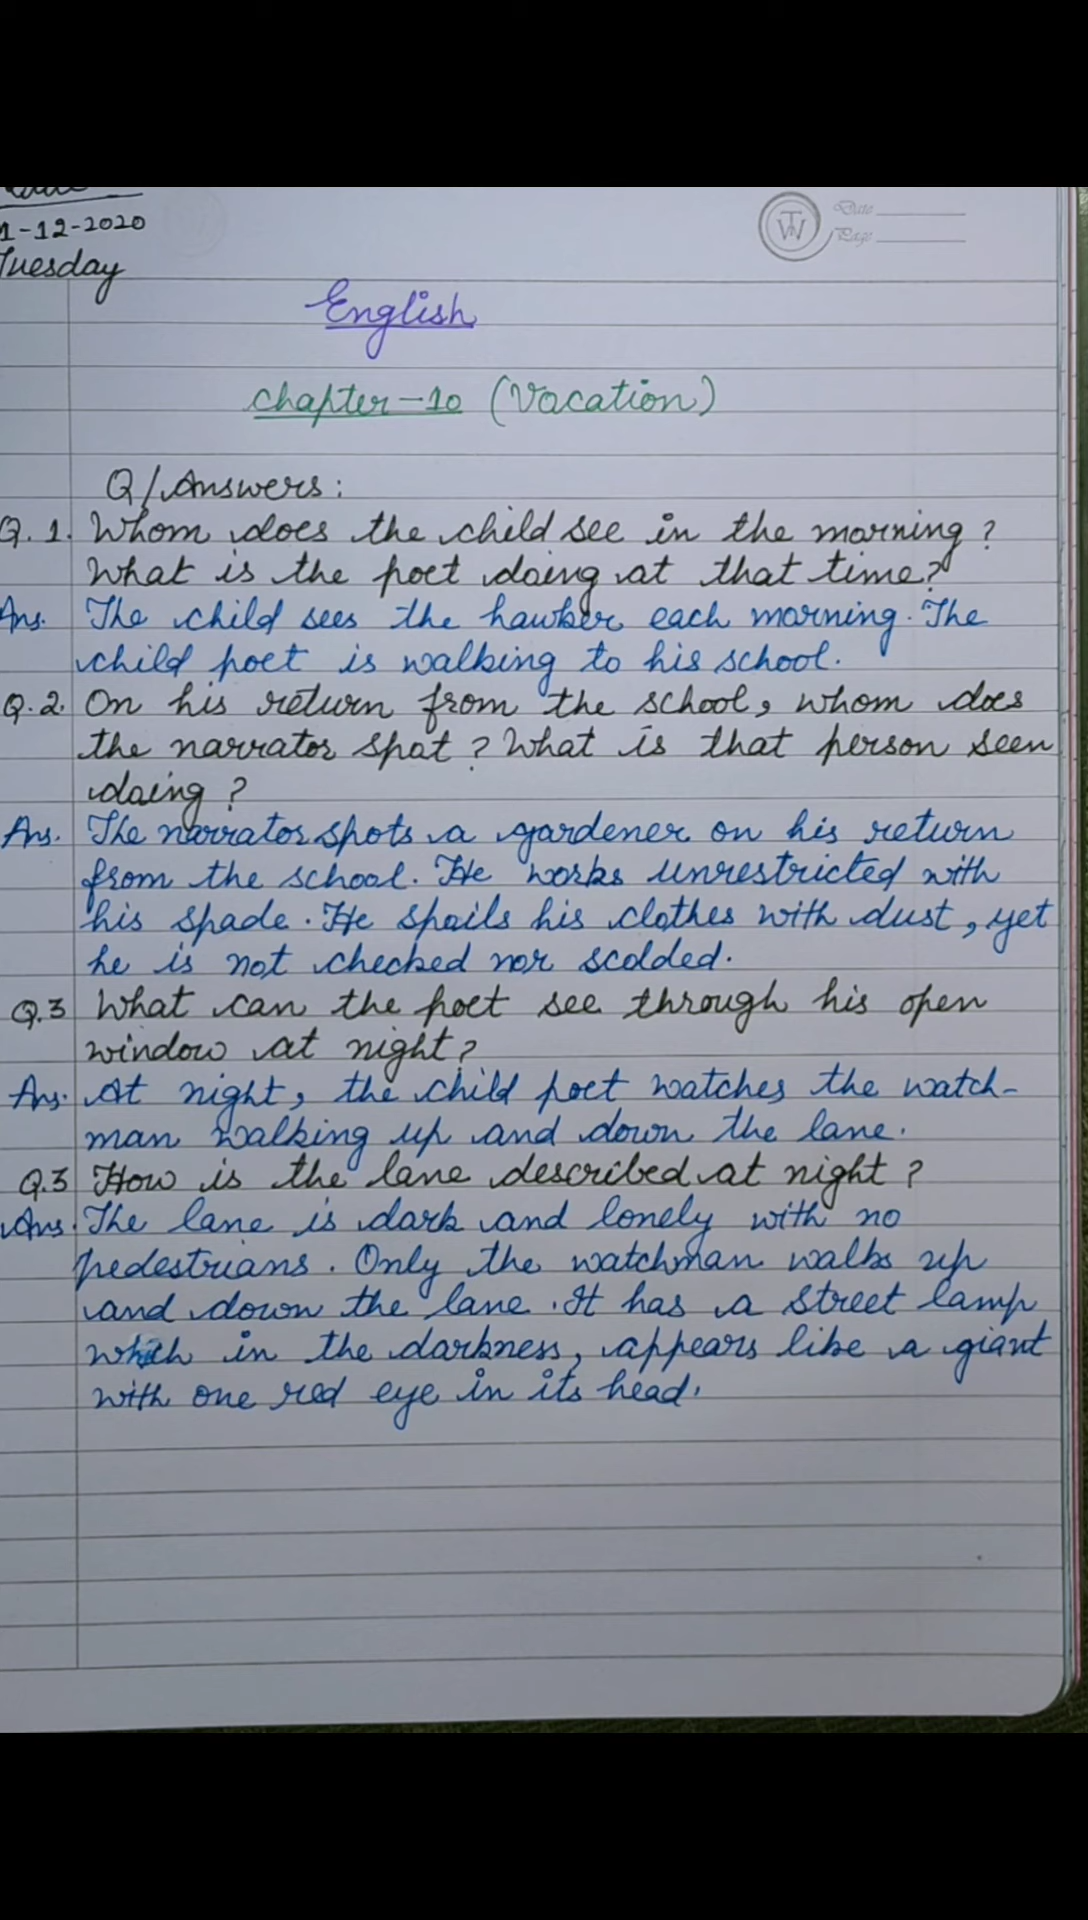 1-12-2020
Tuesday
Date
Page
English
Chapter-10 (Vocation)
Q/Answers:
Q.1. Whom does the child see in the morning?
What is the poet doing at that time?
Ans. The child sees the hawker each morning. The
child poet is walking to his school.
Q.2. On his return from the school, whom does
the narrator spot? What is that person seen
doing?
Ans. The narrator spots a gardener on his return
from the school. He works unrestricted with
his spade. He spoils his clothes with dust, yet
he is not checked nor scolded.
Q.3 What can the poet see through his open
window at night?
Ans. At night, the child poet watches the watch-
man walking up and down the lane.
Q.3 How is the lane described at night?
Ans. The lane is dark and lonely with no
pedestrians. Only the watchman walks up
and down the lane. It has a street lamp
which in the darkness, appears like a giant
with one red eye in its head.